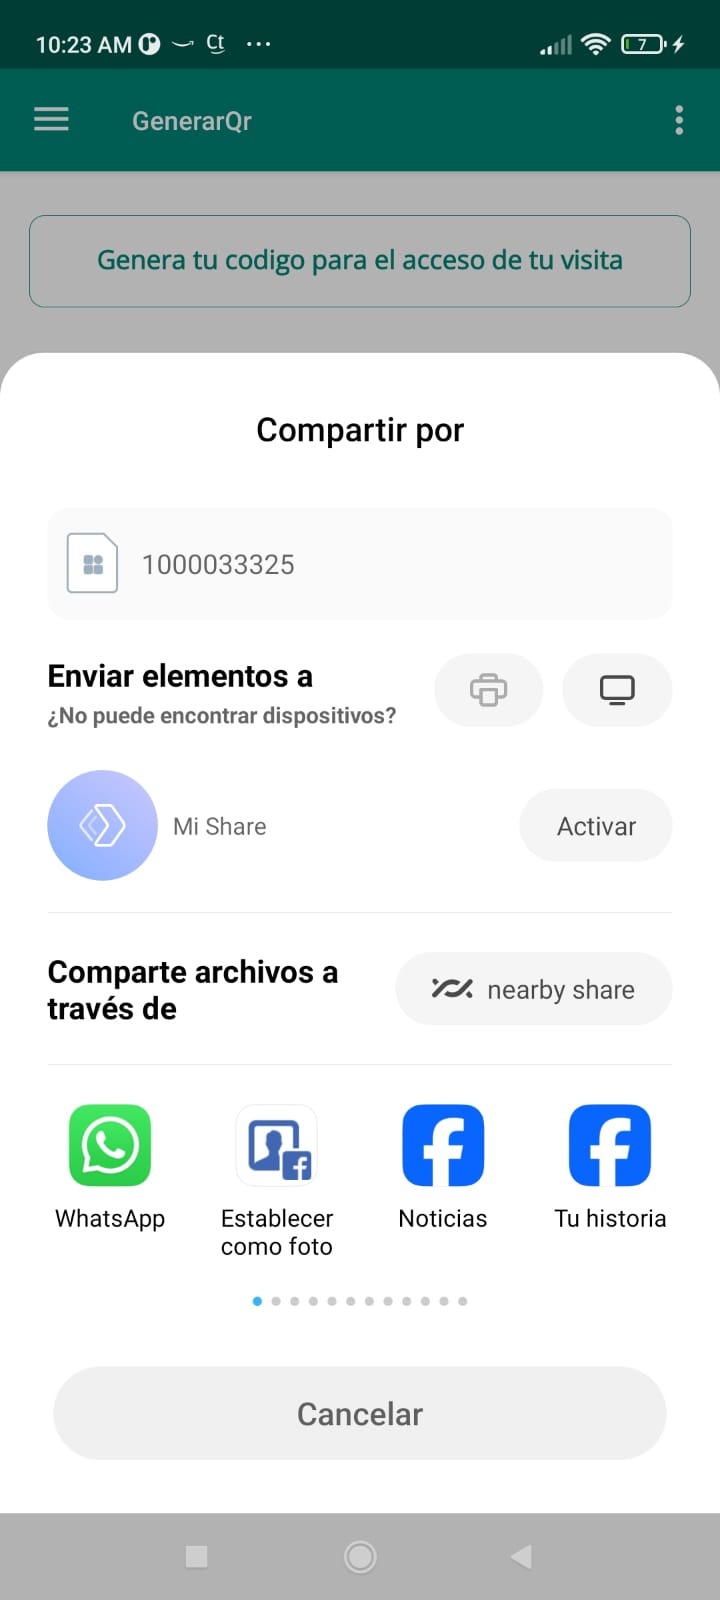 10:23 AM Ct ... 7
GenerarQr
Genera tu codigo para el acceso de tu visita
Compartir por
1000033325
Enviar elementos a
¿No puede encontrar dispositivos?
Mi Share
Activar
Comparte archivos a
través de
nearby share
WhatsApp
Establecer
como foto
Noticias
Tu historia
Cancelar